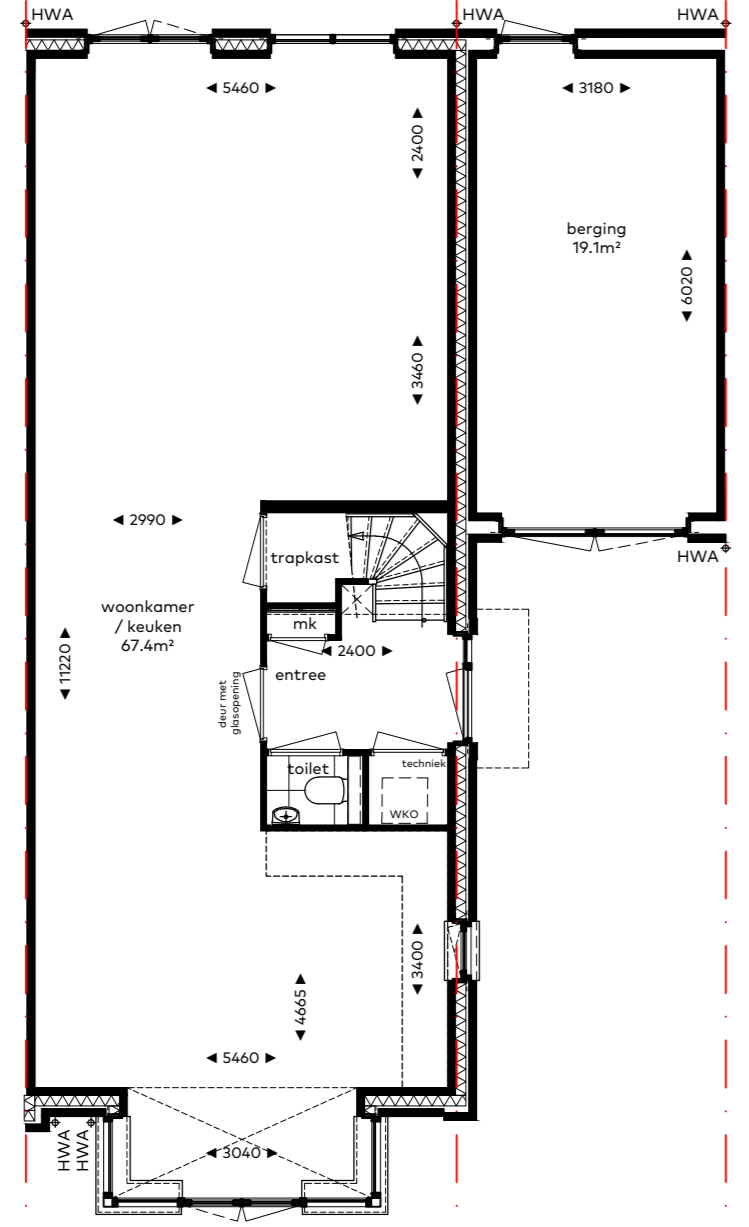 HWA
HWA
HWA
5460
3180
2400
berging
19.1m²
6020
3460
HWA
2990
trapkast
woonkamer
/ keuken
67.4m²
mk
2400
11220
entree
deur met
glasopening
toilet
techniek
WKO
3400
4665
5460
HWA
HWA
3040